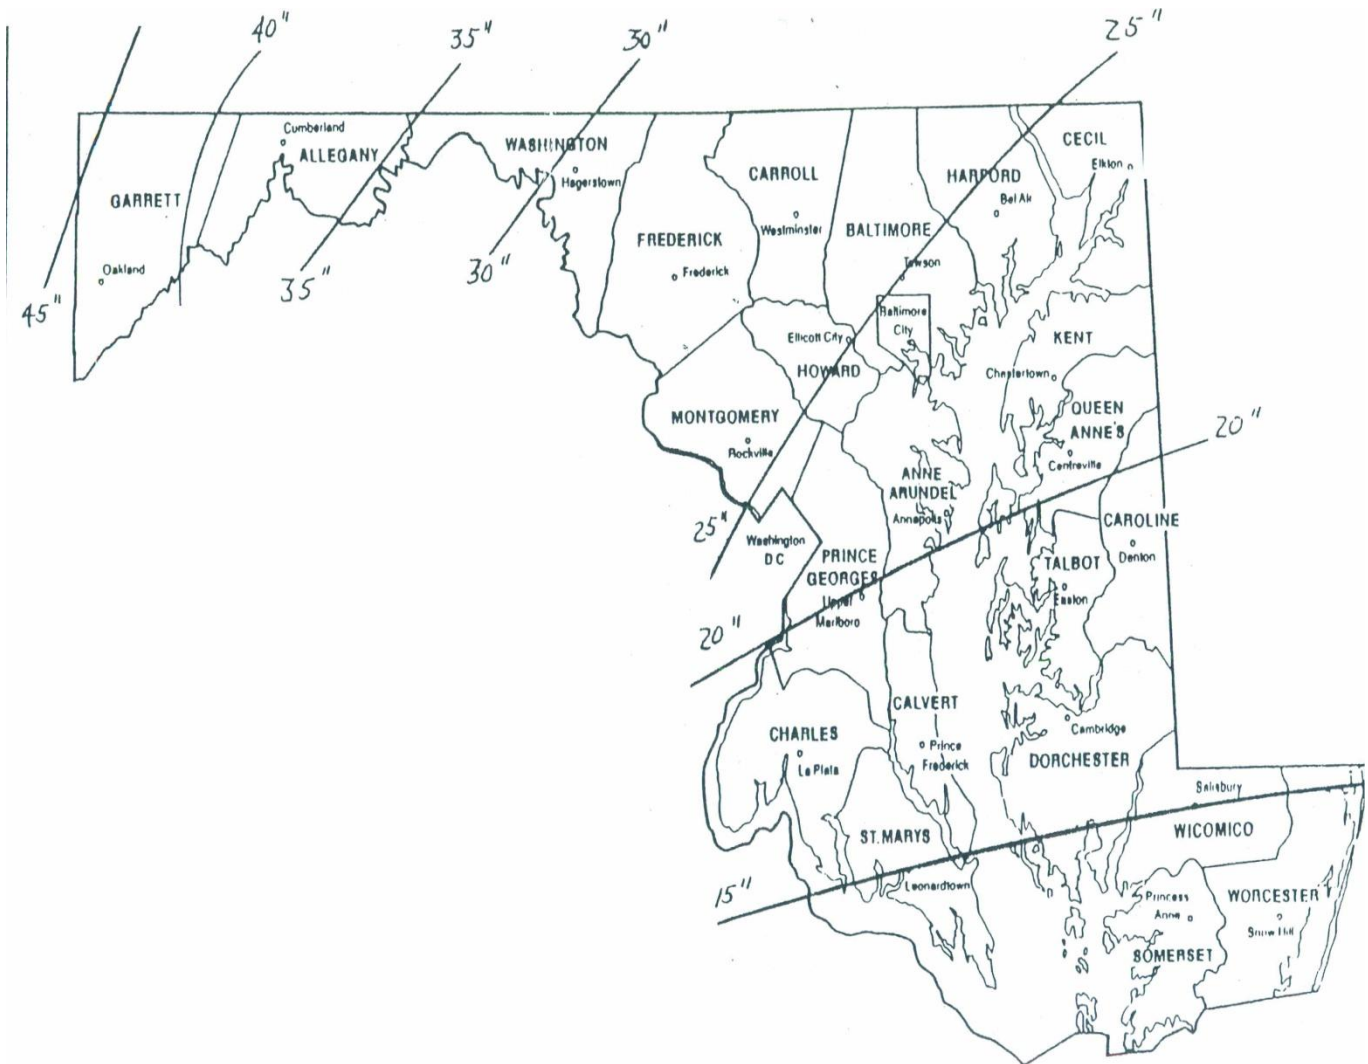 40"
35"
30"
25"
Cumberland
ALLEGANY
WASHINGTON
Hagerstown
CARROLL
Westminster
HARFORD
Bel Air
CECIL
Elkton
GARRETT
Oakland
45"
35"
30"
FREDERICK
Frederick
BALTIMORE
Towson
Baltimore
City
Ellicott City
HOWARD
KENT
Chestertown
MONTGOMERY
Rockville
QUEEN
ANNE'S
Centreville
20"
25"
ANNE
ARUNDEL
Annapolis
Washington
D C
PRINCE
GEORGES
Upper
Marlboro
CAROLINE
Denton
TALBOT
Easton
20"
CALVERT
Prince
Frederick
CHARLES
La Plata
Cambridge
DORCHESTER
Salisbury
WICOMICO
ST. MARYS
Leonardtown
15"
Princess
Anne
SOMERSET
WORCESTER
Snow Hill